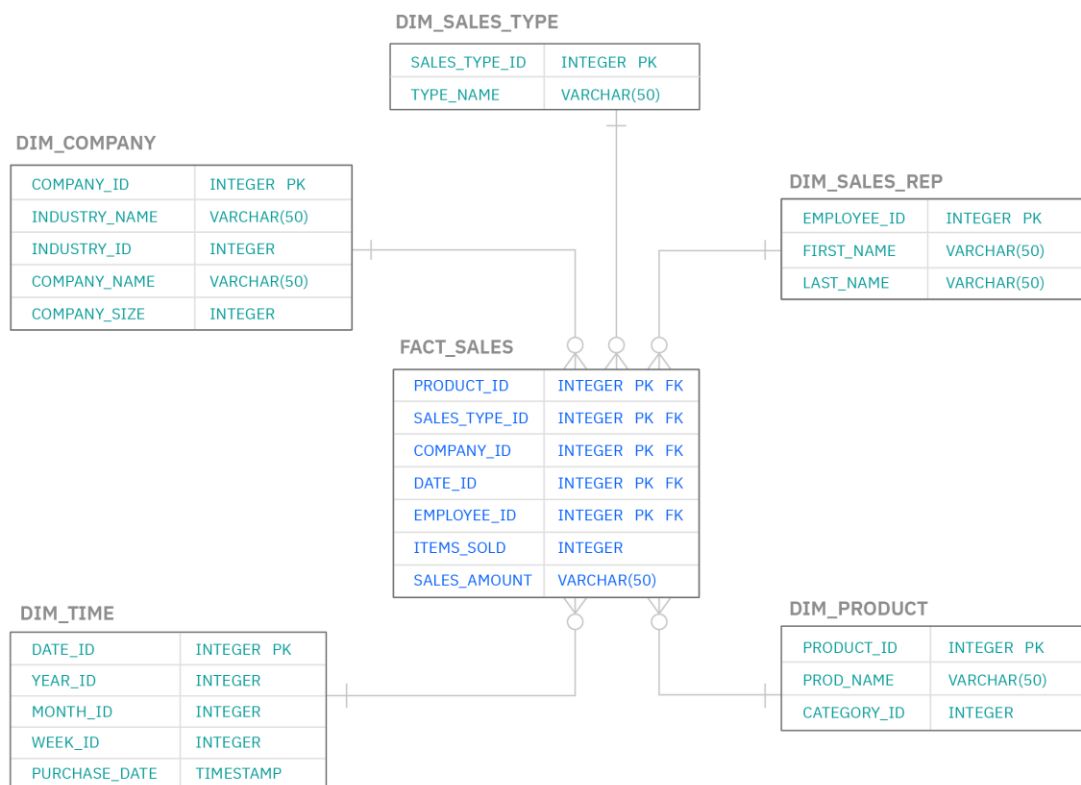 DIM_SALES_TYPE
SALES_TYPE_ID INTEGER PK
TYPE_NAME VARCHAR(50)
DIM_COMPANY
COMPANY_ID INTEGER PK
INDUSTRY_NAME VARCHAR(50)
INDUSTRY_ID INTEGER
COMPANY_NAME VARCHAR(50)
COMPANY_SIZE INTEGER
DIM_SALES_REP
EMPLOYEE_ID INTEGER PK
FIRST_NAME VARCHAR(50)
LAST_NAME VARCHAR(50)
FACT_SALES
PRODUCT_ID INTEGER PK FK
SALES_TYPE_ID INTEGER PK FK
COMPANY_ID INTEGER PK FK
DATE_ID INTEGER PK FK
EMPLOYEE_ID INTEGER PK FK
ITEMS_SOLD INTEGER
SALES_AMOUNT VARCHAR(50)
DIM_TIME
DATE_ID INTEGER PK
YEAR_ID INTEGER
MONTH_ID INTEGER
WEEK_ID INTEGER
PURCHASE_DATE TIMESTAMP
DIM_PRODUCT
PRODUCT_ID INTEGER PK
PROD_NAME VARCHAR(50)
CATEGORY_ID INTEGER